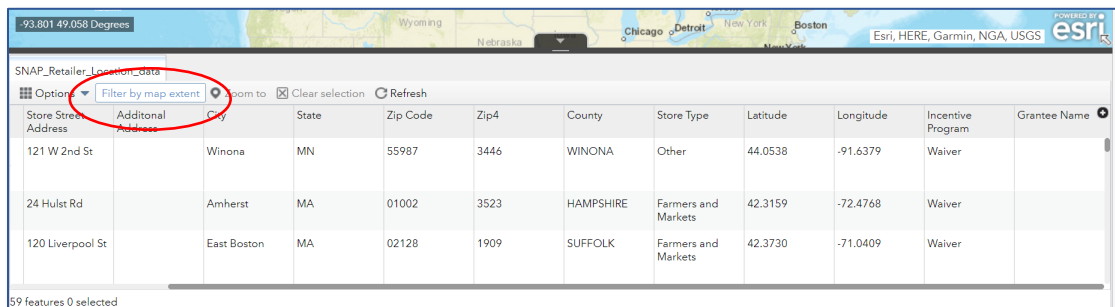 -93.801 49.058 Degrees
Wyoming
Nebraska
Chicago
Detroit
New York
Boston
New York
Esri, HERE, Garmin, NGA, USGS
POWERED BY
esri
SNAP_Retailer_Location_data
Options Filter by map extent Zoom to Clear selection Refresh
Store Street Address Additonal Address City State Zip Code Zip4 County Store Type Latitude Longitude Incentive Program Grantee Name
121 W 2nd St Winona MN 55987 3446 WINONA Other 44.0538 -91.6379 Waiver
24 Hulst Rd Amherst MA 01002 3523 HAMPSHIRE Farmers and Markets 42.3159 -72.4768 Waiver
120 Liverpool St East Boston MA 02128 1909 SUFFOLK Farmers and Markets 42.3730 -71.0409 Waiver
59 features 0 selected